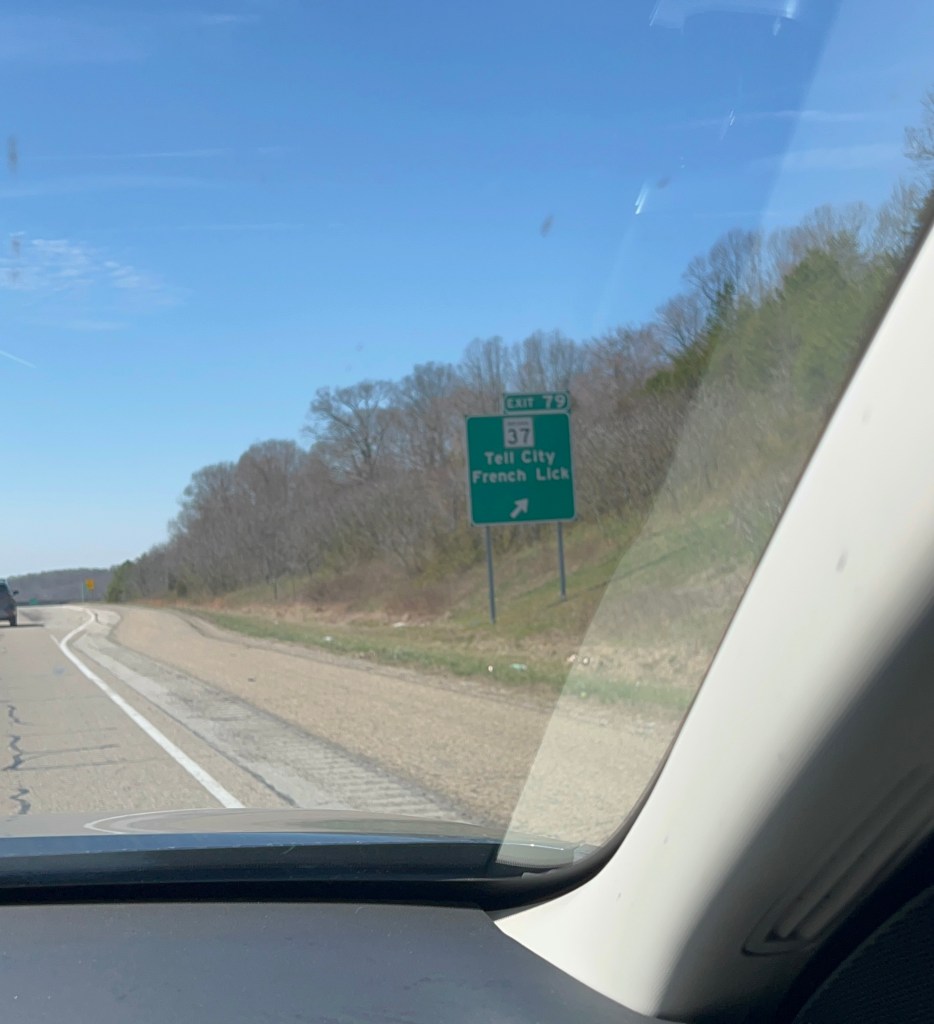 EXIT 79
37
Tell City
French Lick